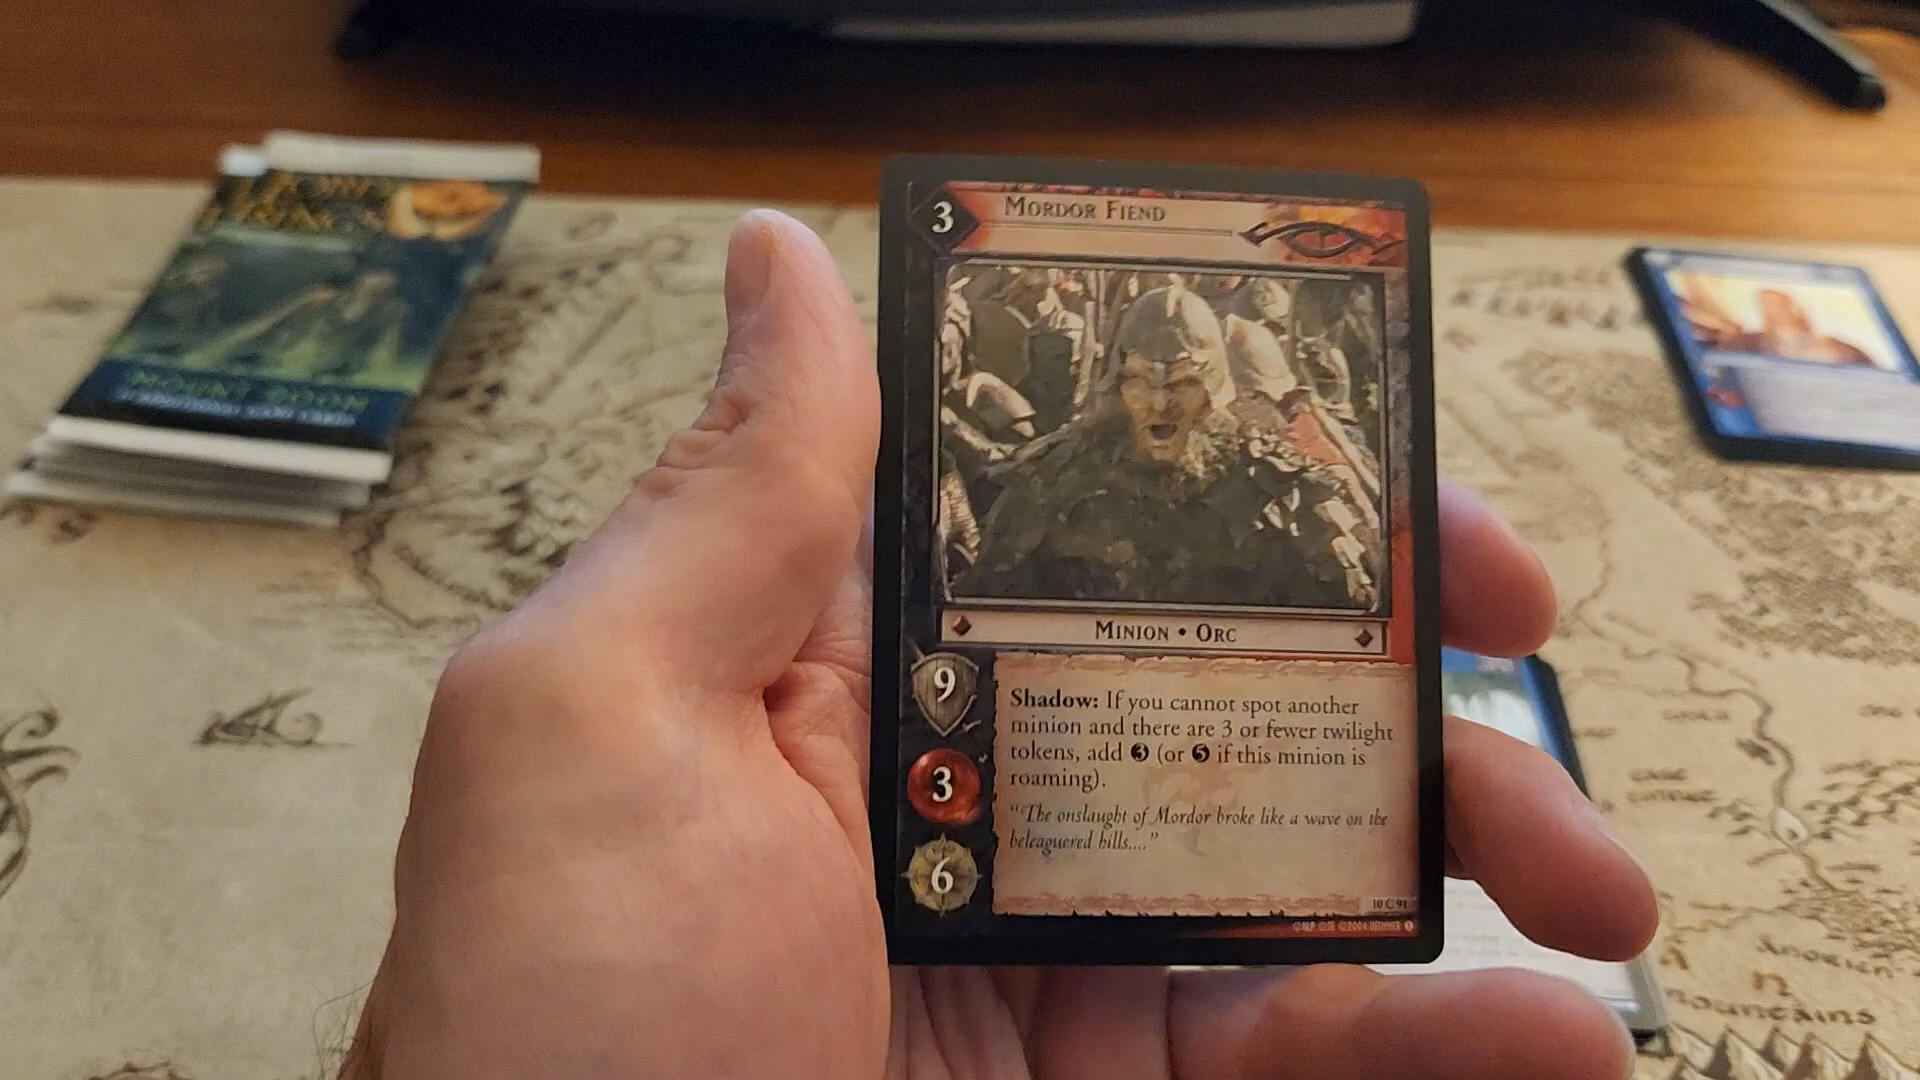 MOUNT DOOM
3
MORDOR FIEND
MINION • ORC
9
3
6
Shadow: If you cannot spot another
minion and there are 3 or fewer twilight
tokens, add 3 (or 5 if this minion is
roaming).
"The onslaught of Mordor broke like a wave on the
beleaguered hills...."
10 C 91
mountains